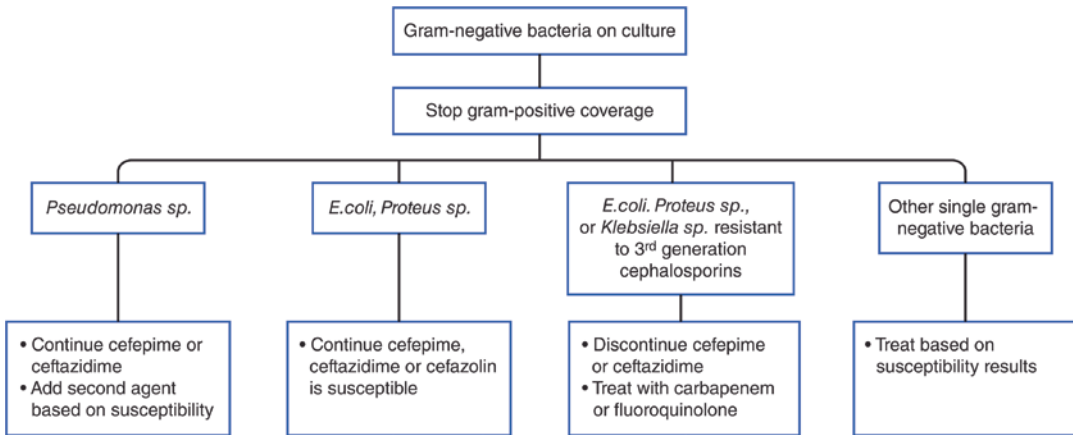 Gram-negative bacteria on culture
Stop gram-positive coverage
Pseudomonas sp.
E.coli, Proteus sp.
E.coli. Proteus sp.,
or Klebsiella sp. resistant
to 3rd generation
cephalosporins
Other single gram-
negative bacteria
• Continue cefepime or
ceftazidime
• Add second agent
based on susceptibility
• Continue cefepime,
ceftazidime or cefazolin
is susceptible
• Discontinue cefepime
or ceftazidime
• Treat with carbapenem
or fluoroquinolone
• Treat based on
susceptibility results